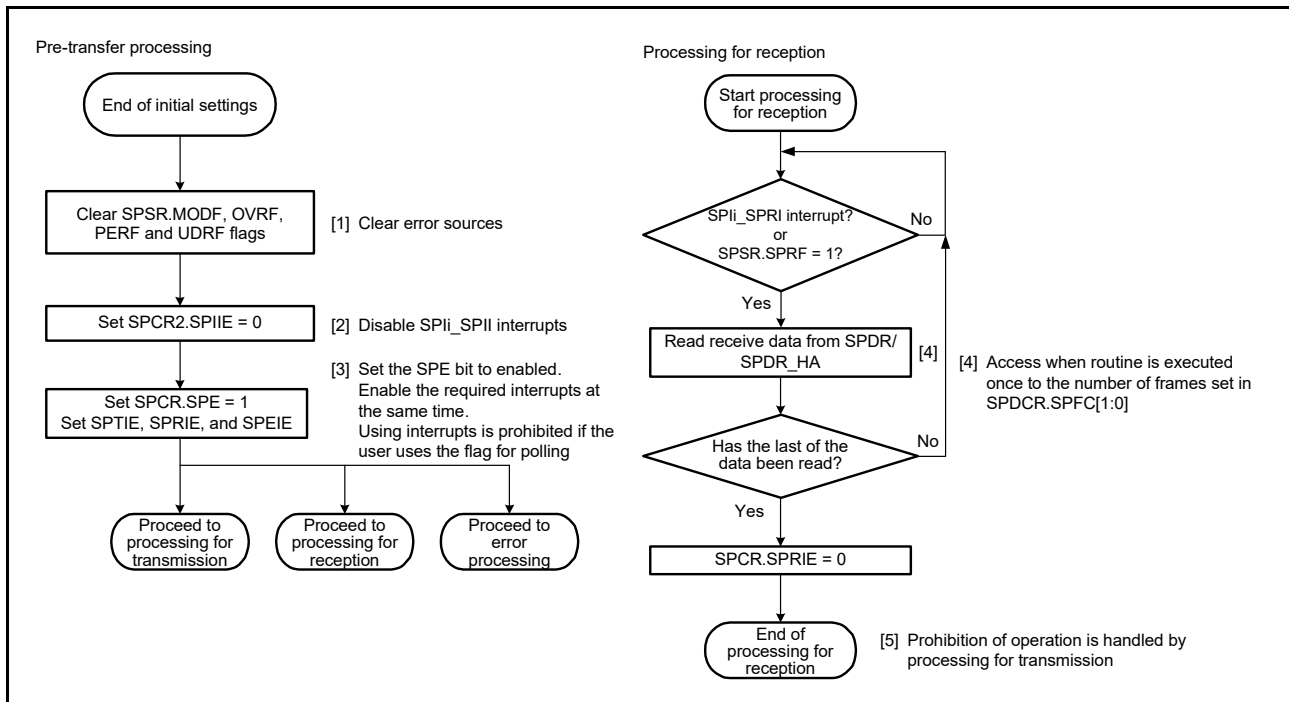 Pre-transfer processing
End of initial settings
Clear SPSR.MODF, OVRF,
PERF and UDRF flags
[1] Clear error sources
Set SPCR2.SPIIE = 0
[2] Disable SPIi_SPII interrupts
[3] Set the SPE bit to enabled.
Enable the required interrupts at
the same time.
Using interrupts is prohibited if the
user uses the flag for polling
Set SPCR.SPE = 1
Set SPTIE, SPRIE, and SPEIE
Proceed to
processing for
transmission
Proceed to
processing for
reception
Proceed to
error
processing
Processing for reception
Start processing
for reception
SPIi_SPRI interrupt?
or
SPSR.SPRF = 1?
No
Yes
Read receive data from SPDR/
SPDR_HA
[4]
[4] Access when routine is executed
once to the number of frames set in
SPDCR.SPFC[1:0]
Has the last of the
data been read?
No
Yes
SPCR.SPRIE = 0
End of
processing for
reception
[5] Prohibition of operation is handled by
processing for transmission